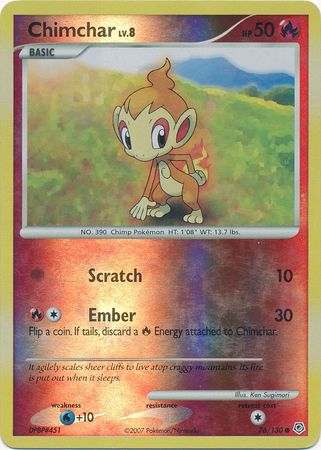 Chimchar LV.8
HP 50
BASIC
NO. 390 Chimp Pokémon HT: 1'08" WT: 13.7 lbs.
Scratch 10
Ember 30
Flip a coin. If tails, discard a Energy attached to Chimchar.
It agilely scales sheer cliffs to live atop craggy mountains. Its fire
is put out when it sleeps.
Illus. Ken Sugimori
weakness resistance retreat cost
+10
DPBP#451 ©2007 Pokémon/Nintendo 76/130